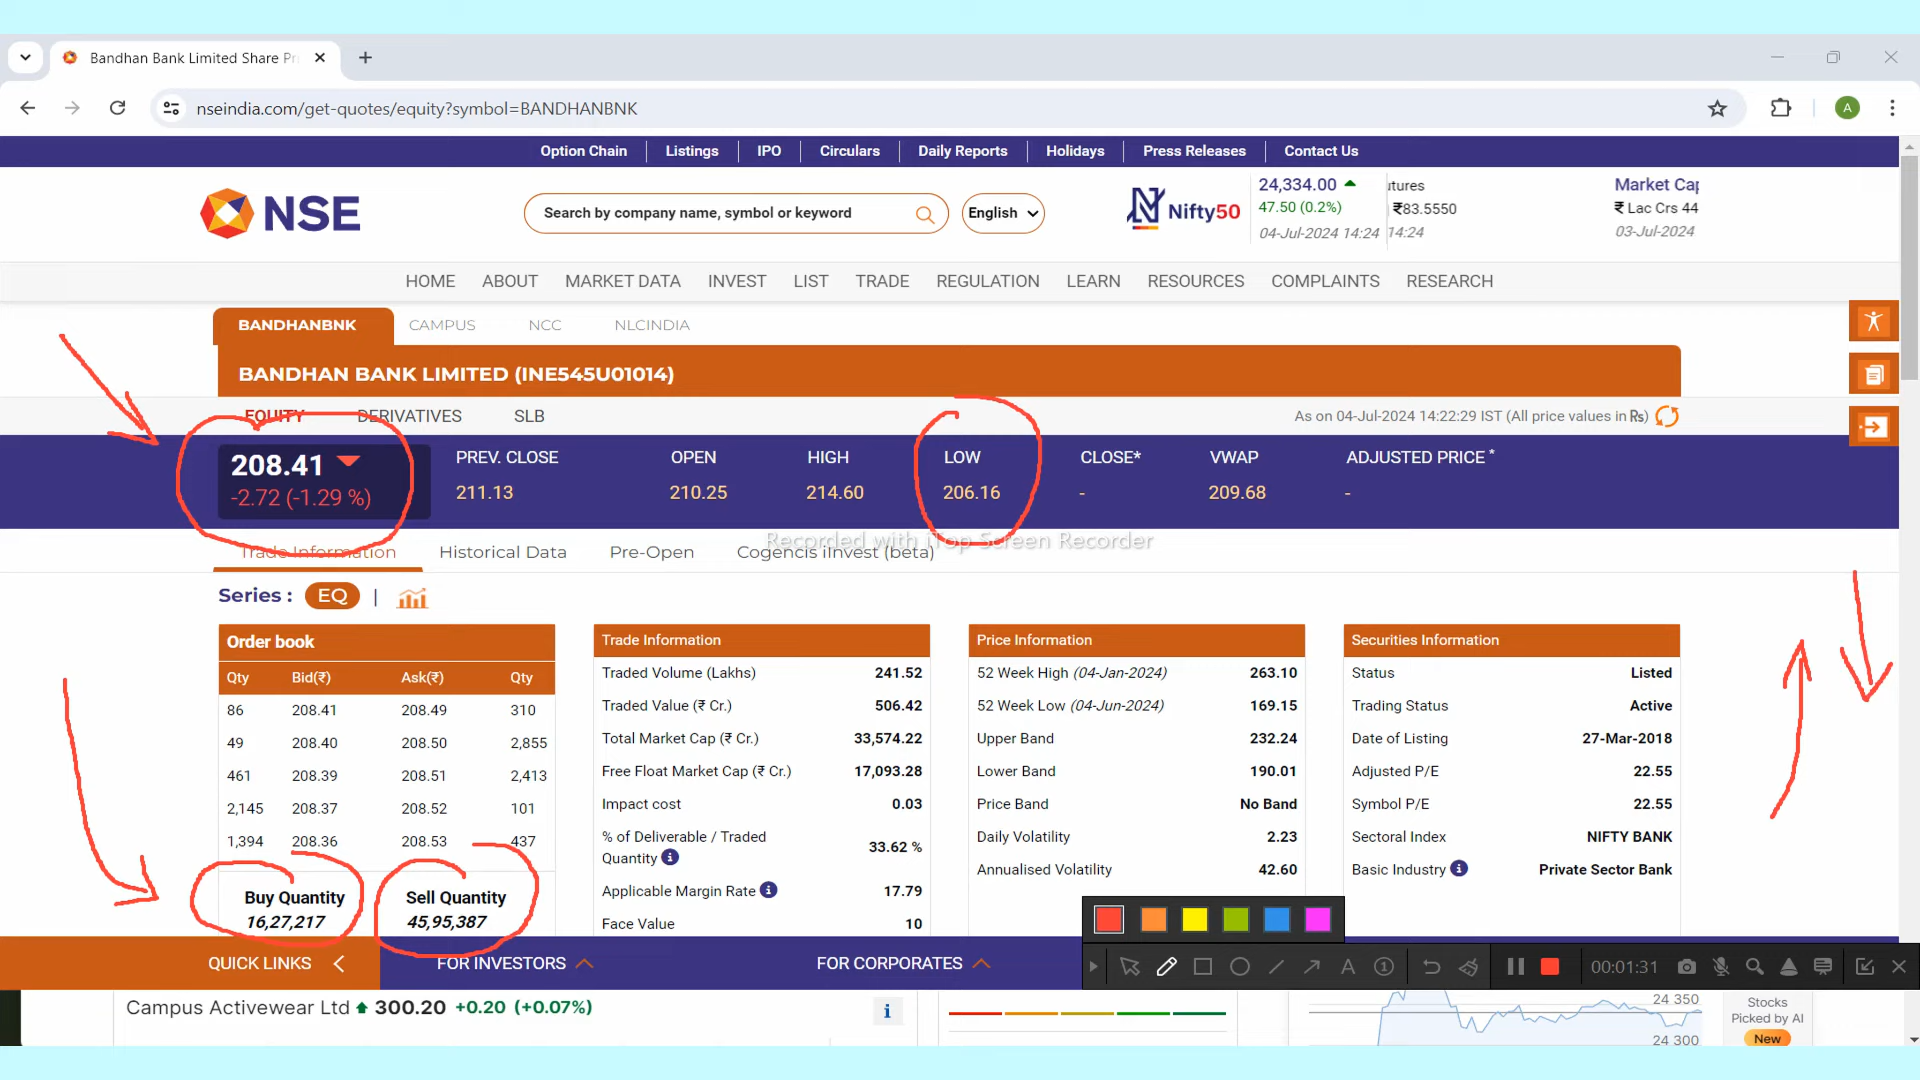 Bandhan Bank Limited Share Pr
nseindia.com/get-quotes/equity?symbol=BANDHANBNK
A
Option Chain Listings IPO Circulars Daily Reports Holidays Press Releases Contact Us
NSE
Search by company name, symbol or keyword
English
Nifty50
24,334.00
47.50 (0.2%)
04-Jul-2024 14:24
utures
₹83.5550
14:24
Market Cap
₹ Lac Crs 44
03-Jul-2024
HOME ABOUT MARKET DATA INVEST LIST TRADE REGULATION LEARN RESOURCES COMPLAINTS RESEARCH
BANDHANBNK CAMPUS NCC NLCINDIA
BANDHAN BANK LIMITED (INE545U01014)
EQUITY DERIVATIVES SLB
As on 04-Jul-2024 14:22:29 IST (All price values in Rs)
208.41
-2.72 (-1.29 %)
PREV. CLOSE OPEN HIGH LOW CLOSE* VWAP ADJUSTED PRICE *
211.13 210.25 214.60 206.16 - 209.68 -
Recorded with iTop Screen Recorder
Trade Information Historical Data Pre-Open Cogencis iInvest (beta)
Series : EQ |
Order book
Qty Bid(₹) Ask(₹) Qty
86 208.41 208.49 310
49 208.40 208.50 2,855
461 208.39 208.51 2,413
2,145 208.37 208.52 101
1,394 208.36 208.53 437
Buy Quantity Sell Quantity
16,27,217 45,95,387
Trade Information
Traded Volume (Lakhs) 241.52
Traded Value (₹ Cr.) 506.42
Total Market Cap (₹ Cr.) 33,574.22
Free Float Market Cap (₹ Cr.) 17,093.28
Impact cost 0.03
% of Deliverable / Traded
Quantity 33.62 %
Applicable Margin Rate 17.79
Face Value 10
Price Information
52 Week High (04-Jan-2024) 263.10
52 Week Low (04-Jun-2024) 169.15
Upper Band 232.24
Lower Band 190.01
Price Band No Band
Daily Volatility 2.23
Annualised Volatility 42.60
Securities Information
Status Listed
Trading Status Active
Date of Listing 27-Mar-2018
Adjusted P/E 22.55
Symbol P/E 22.55
Sectoral Index NIFTY BANK
Basic Industry Private Sector Bank
QUICK LINKS FOR INVESTORS FOR CORPORATES
00:01:31
Campus Activewear Ltd 300.20 +0.20 (+0.07%)
24 350
24 300
Stocks
Picked by AI
New